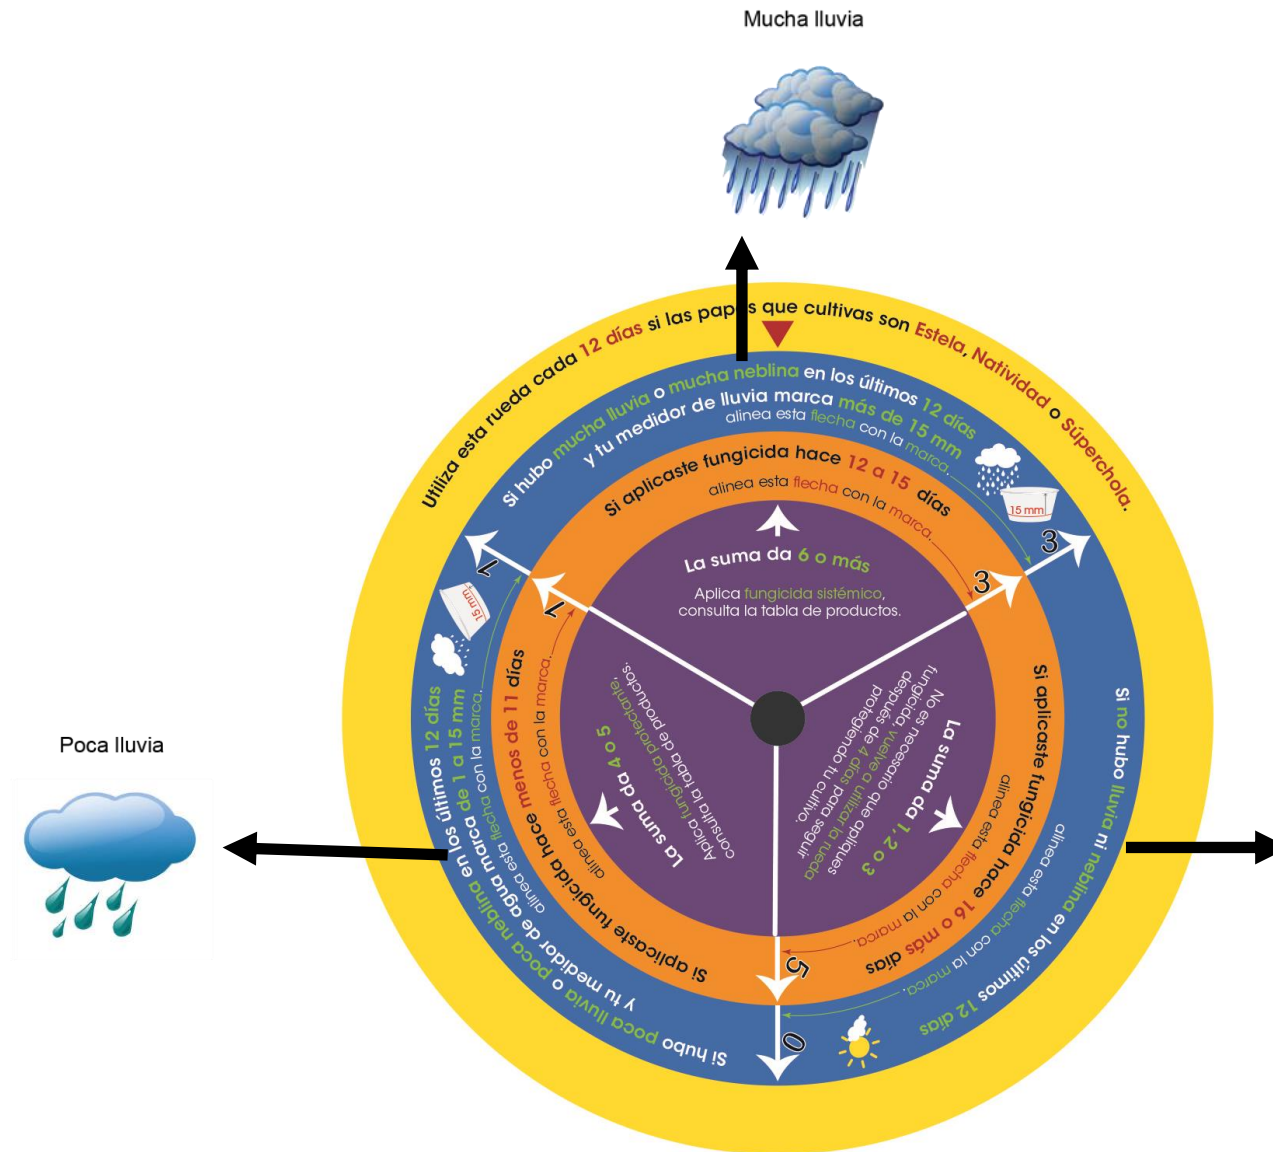 Mucha lluvia
Utiliza esta rueda cada 12 días si las papas que cultivas son Estela, Natividad o Súperchola.
Si hubo mucha lluvia o mucha neblina en los últimos 12 días
y tu medidor de lluvia marca más de 15 mm
alinea esta flecha con la marca.
15 mm
3
Si aplicaste fungicida hace 12 a 15 días
alinea esta flecha con la marca.
3
La suma da 6 o más
Aplica fungicida sistémico,
consulta la tabla de productos.
Si no hubo lluvia ni neblina en los últimos 12 días
alinea esta flecha con la marca.
0
Si aplicaste fungicida hace 16 o más días
alinea esta flecha con la marca.
5
La suma da 1, 2 o 3
No es necesario que apliques
fungicida, vuelve a utilizar la rueda
después de 4 días para seguir
protegiendo tu cultivo.
Poca lluvia
Si hubo poca lluvia o poca neblina en los últimos 12 días
y tu medidor de agua marca de 1 a 15 mm
alinea esta flecha con la marca.
15 mm
1
Si aplicaste fungicida hace menos de 11 días
alinea esta flecha con la marca.
1
La suma da 4 o 5
Aplica fungicida protectante,
consulta la tabla de productos.